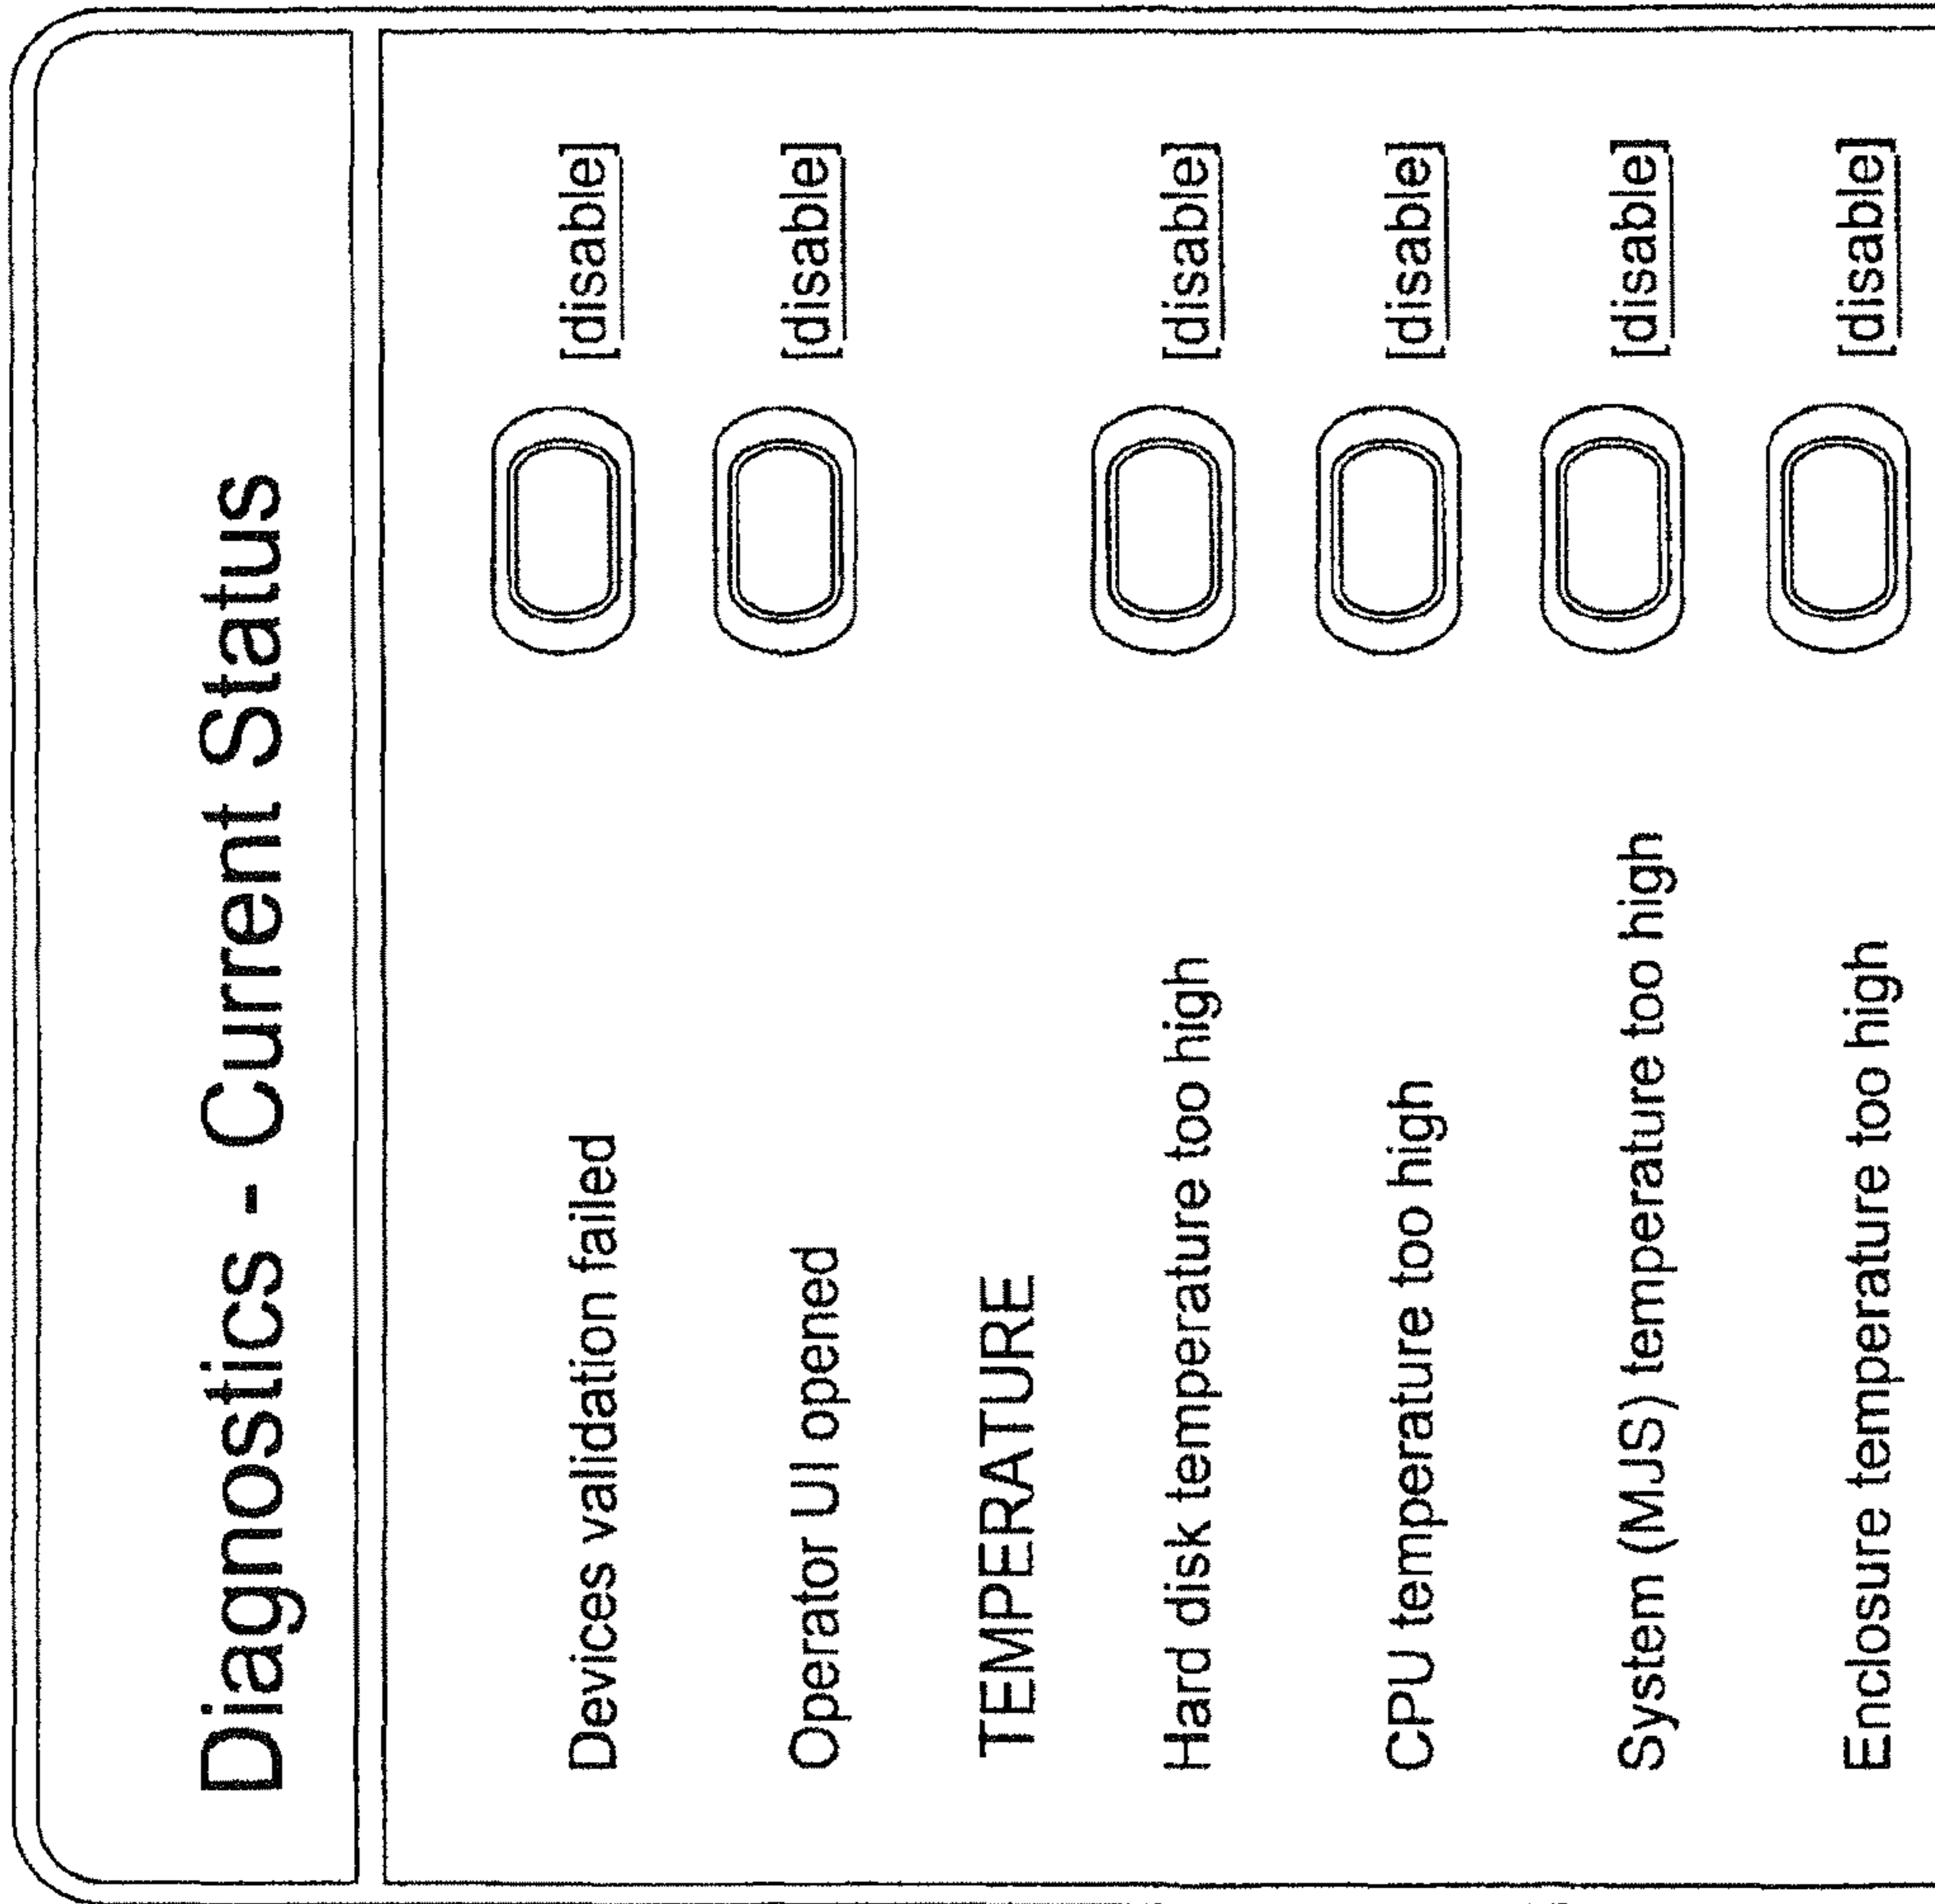 Diagnostics - Current Status
Devices validation failed [disable]
Operator UI opened [disable]
TEMPERATURE
Hard disk temperature too high [disable]
CPU temperature too high [disable]
System (MJS) temperature too high [disable]
Enclosure temperature too high [disable]